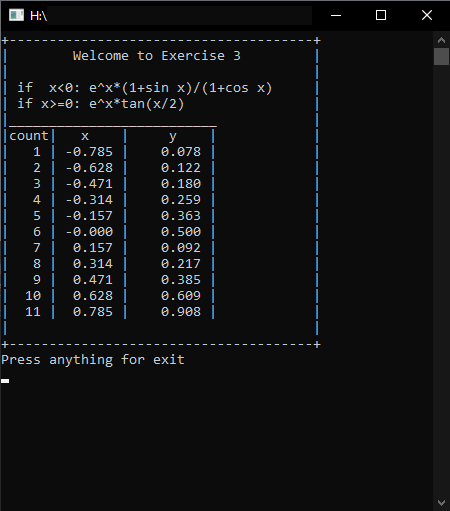 H:\
+---------------------------------------+
|        Welcome to Exercise 3         |
|                                       |
| if  x<0: e^x*(1+sin x)/(1+cos x)     |
| if x>=0: e^x*tan(x/2)                |
|__________________________             |
|count|   x    |     y    |            |
|   1 | -0.785 |    0.078 |            |
|   2 | -0.628 |    0.122 |            |
|   3 | -0.471 |    0.180 |            |
|   4 | -0.314 |    0.259 |            |
|   5 | -0.157 |    0.363 |            |
|   6 | -0.000 |    0.500 |            |
|   7 |  0.157 |    0.092 |            |
|   8 |  0.314 |    0.217 |            |
|   9 |  0.471 |    0.385 |            |
|  10 |  0.628 |    0.609 |            |
|  11 |  0.785 |    0.908 |            |
|                                       |
+---------------------------------------+
Press anything for exit